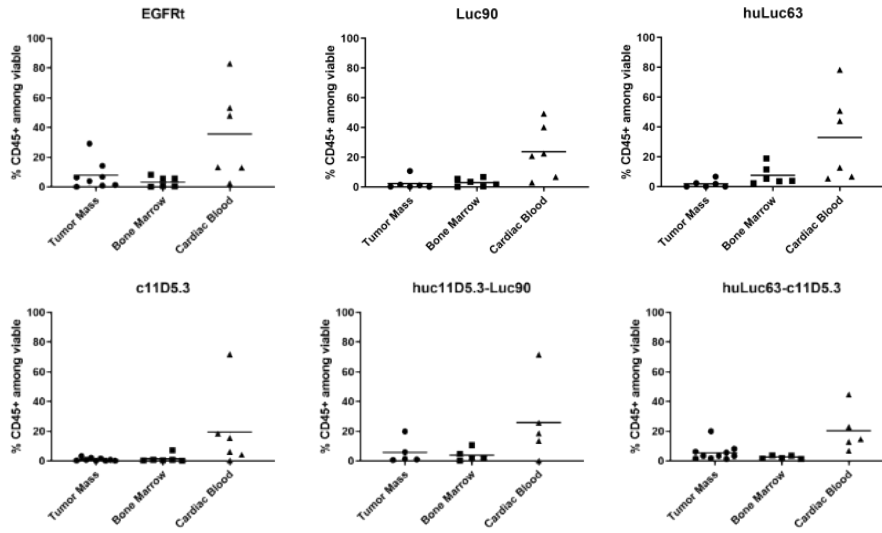 EGFRt
% CD45+ among viable
100
80
60
40
20
0
Tumor Mass
Bone Marrow
Cardiac Blood
Luc90
% CD45+ among viable
100
80
60
40
20
0
Tumor Mass
Bone Marrow
Cardiac Blood
huLuc63
% CD45+ among viable
100
80
60
40
20
0
Tumor Mass
Bone Marrow
Cardiac Blood
c11D5.3
% CD45+ among viable
100
80
60
40
20
0
Tumor Mass
Bone Marrow
Cardiac Blood
huc11D5.3-Luc90
% CD45+ among viable
100
80
60
40
20
0
Tumor Mass
Bone Marrow
Cardiac Blood
huLuc63-c11D5.3
% CD45+ among viable
100
80
60
40
20
0
Tumor Mass
Bone Marrow
Cardiac Blood